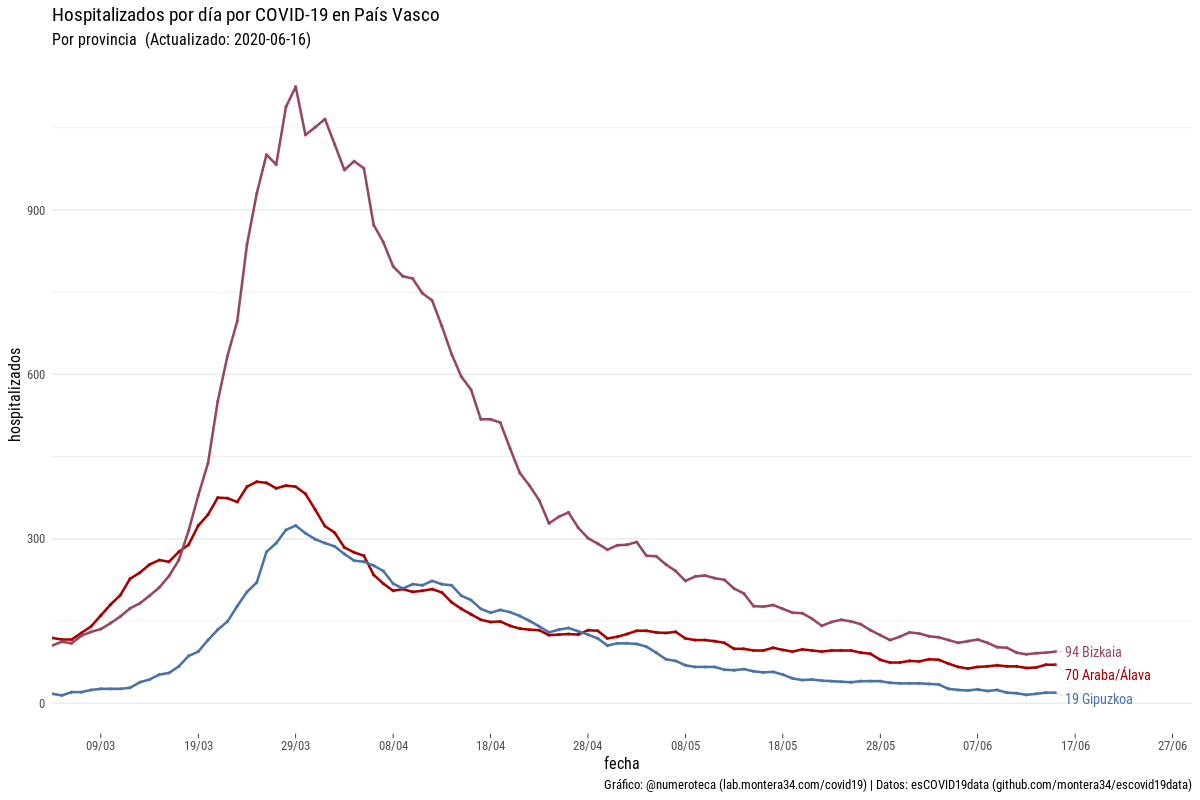 Hospitalizados por día por COVID-19 en País Vasco
Por provincia (Actualizado: 2020-06-16)
hospitalizados
900
600
300
0
94 Bizkaia
70 Araba/Álava
19 Gipuzkoa
09/03 19/03 29/03 08/04 18/04 28/04 08/05 18/05 28/05 07/06 17/06 27/06
fecha
Gráfico: @numeroteca (lab.montera34.com/covid19) | Datos: esCOVID19data (github.com/montera34/escovid19data)